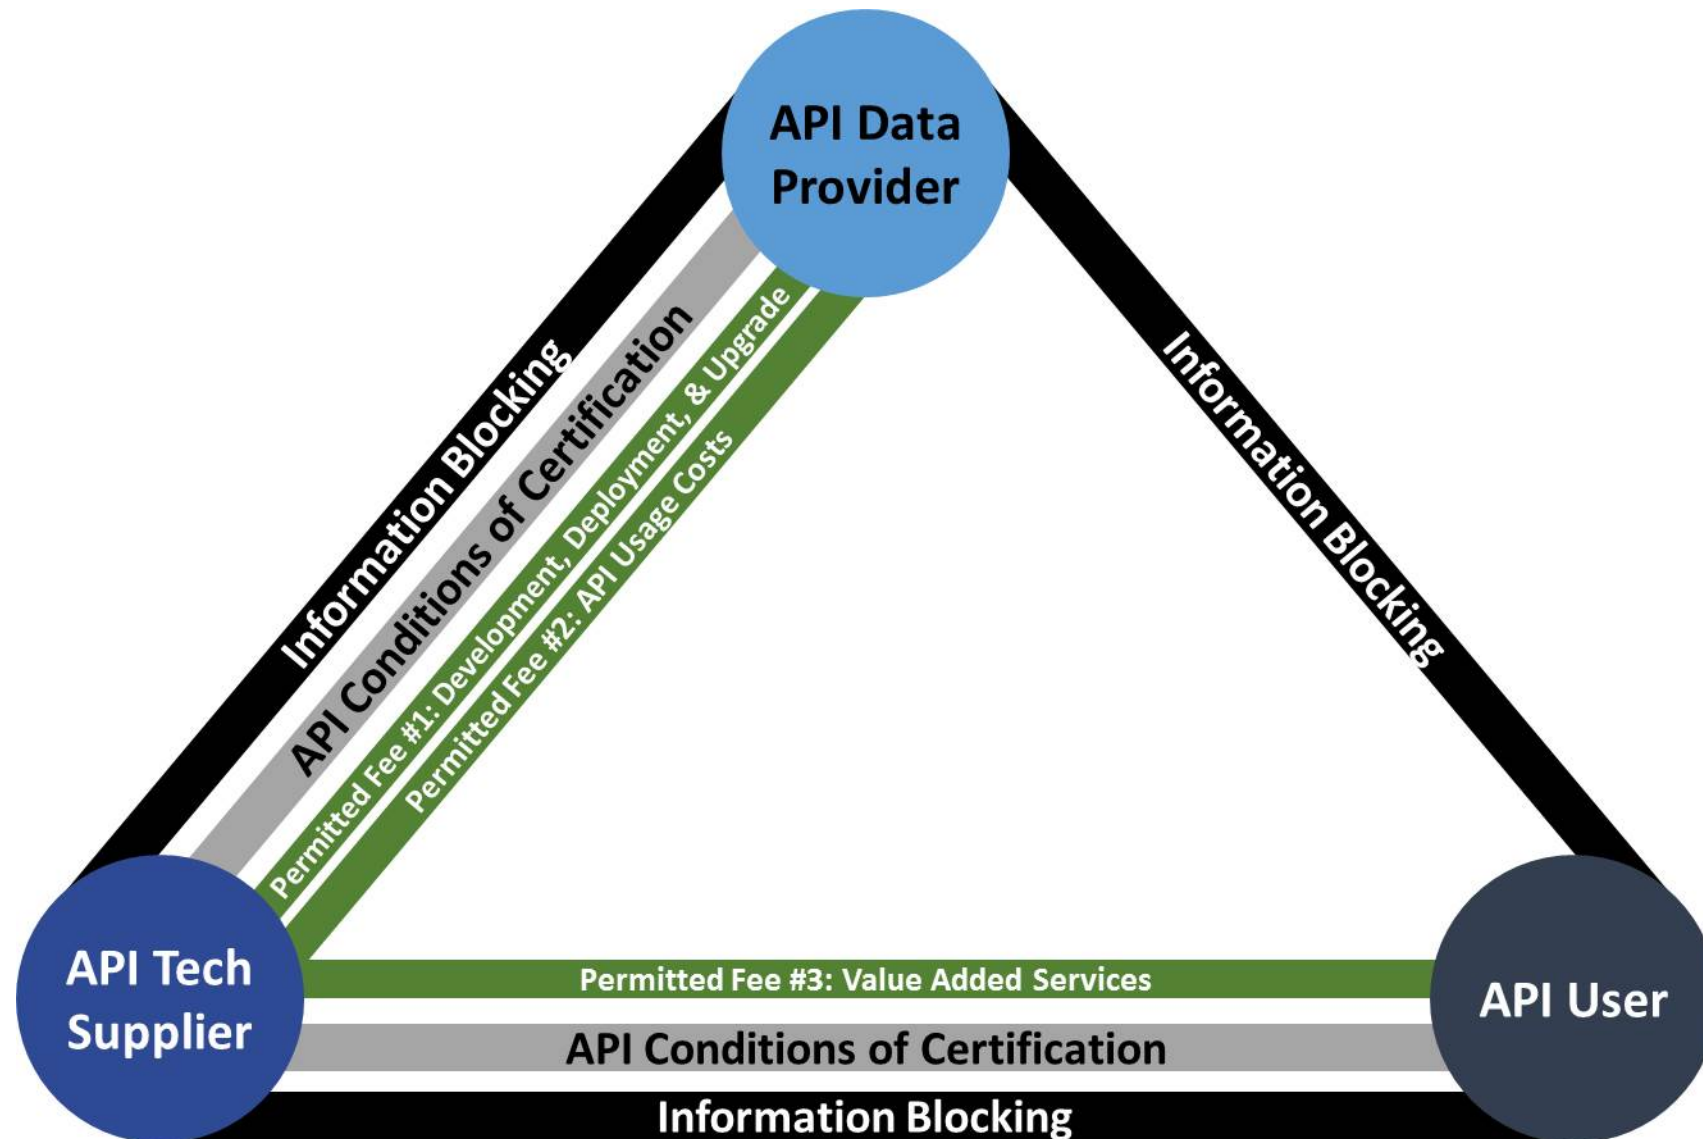 API Data
Provider
Information Blocking
API Conditions of Certification
Permitted Fee #1: Development, Deployment, & Upgrade
Permitted Fee #2: API Usage Costs
Information Blocking
API Tech
Supplier
Permitted Fee #3: Value Added Services
API User
API Conditions of Certification
Information Blocking